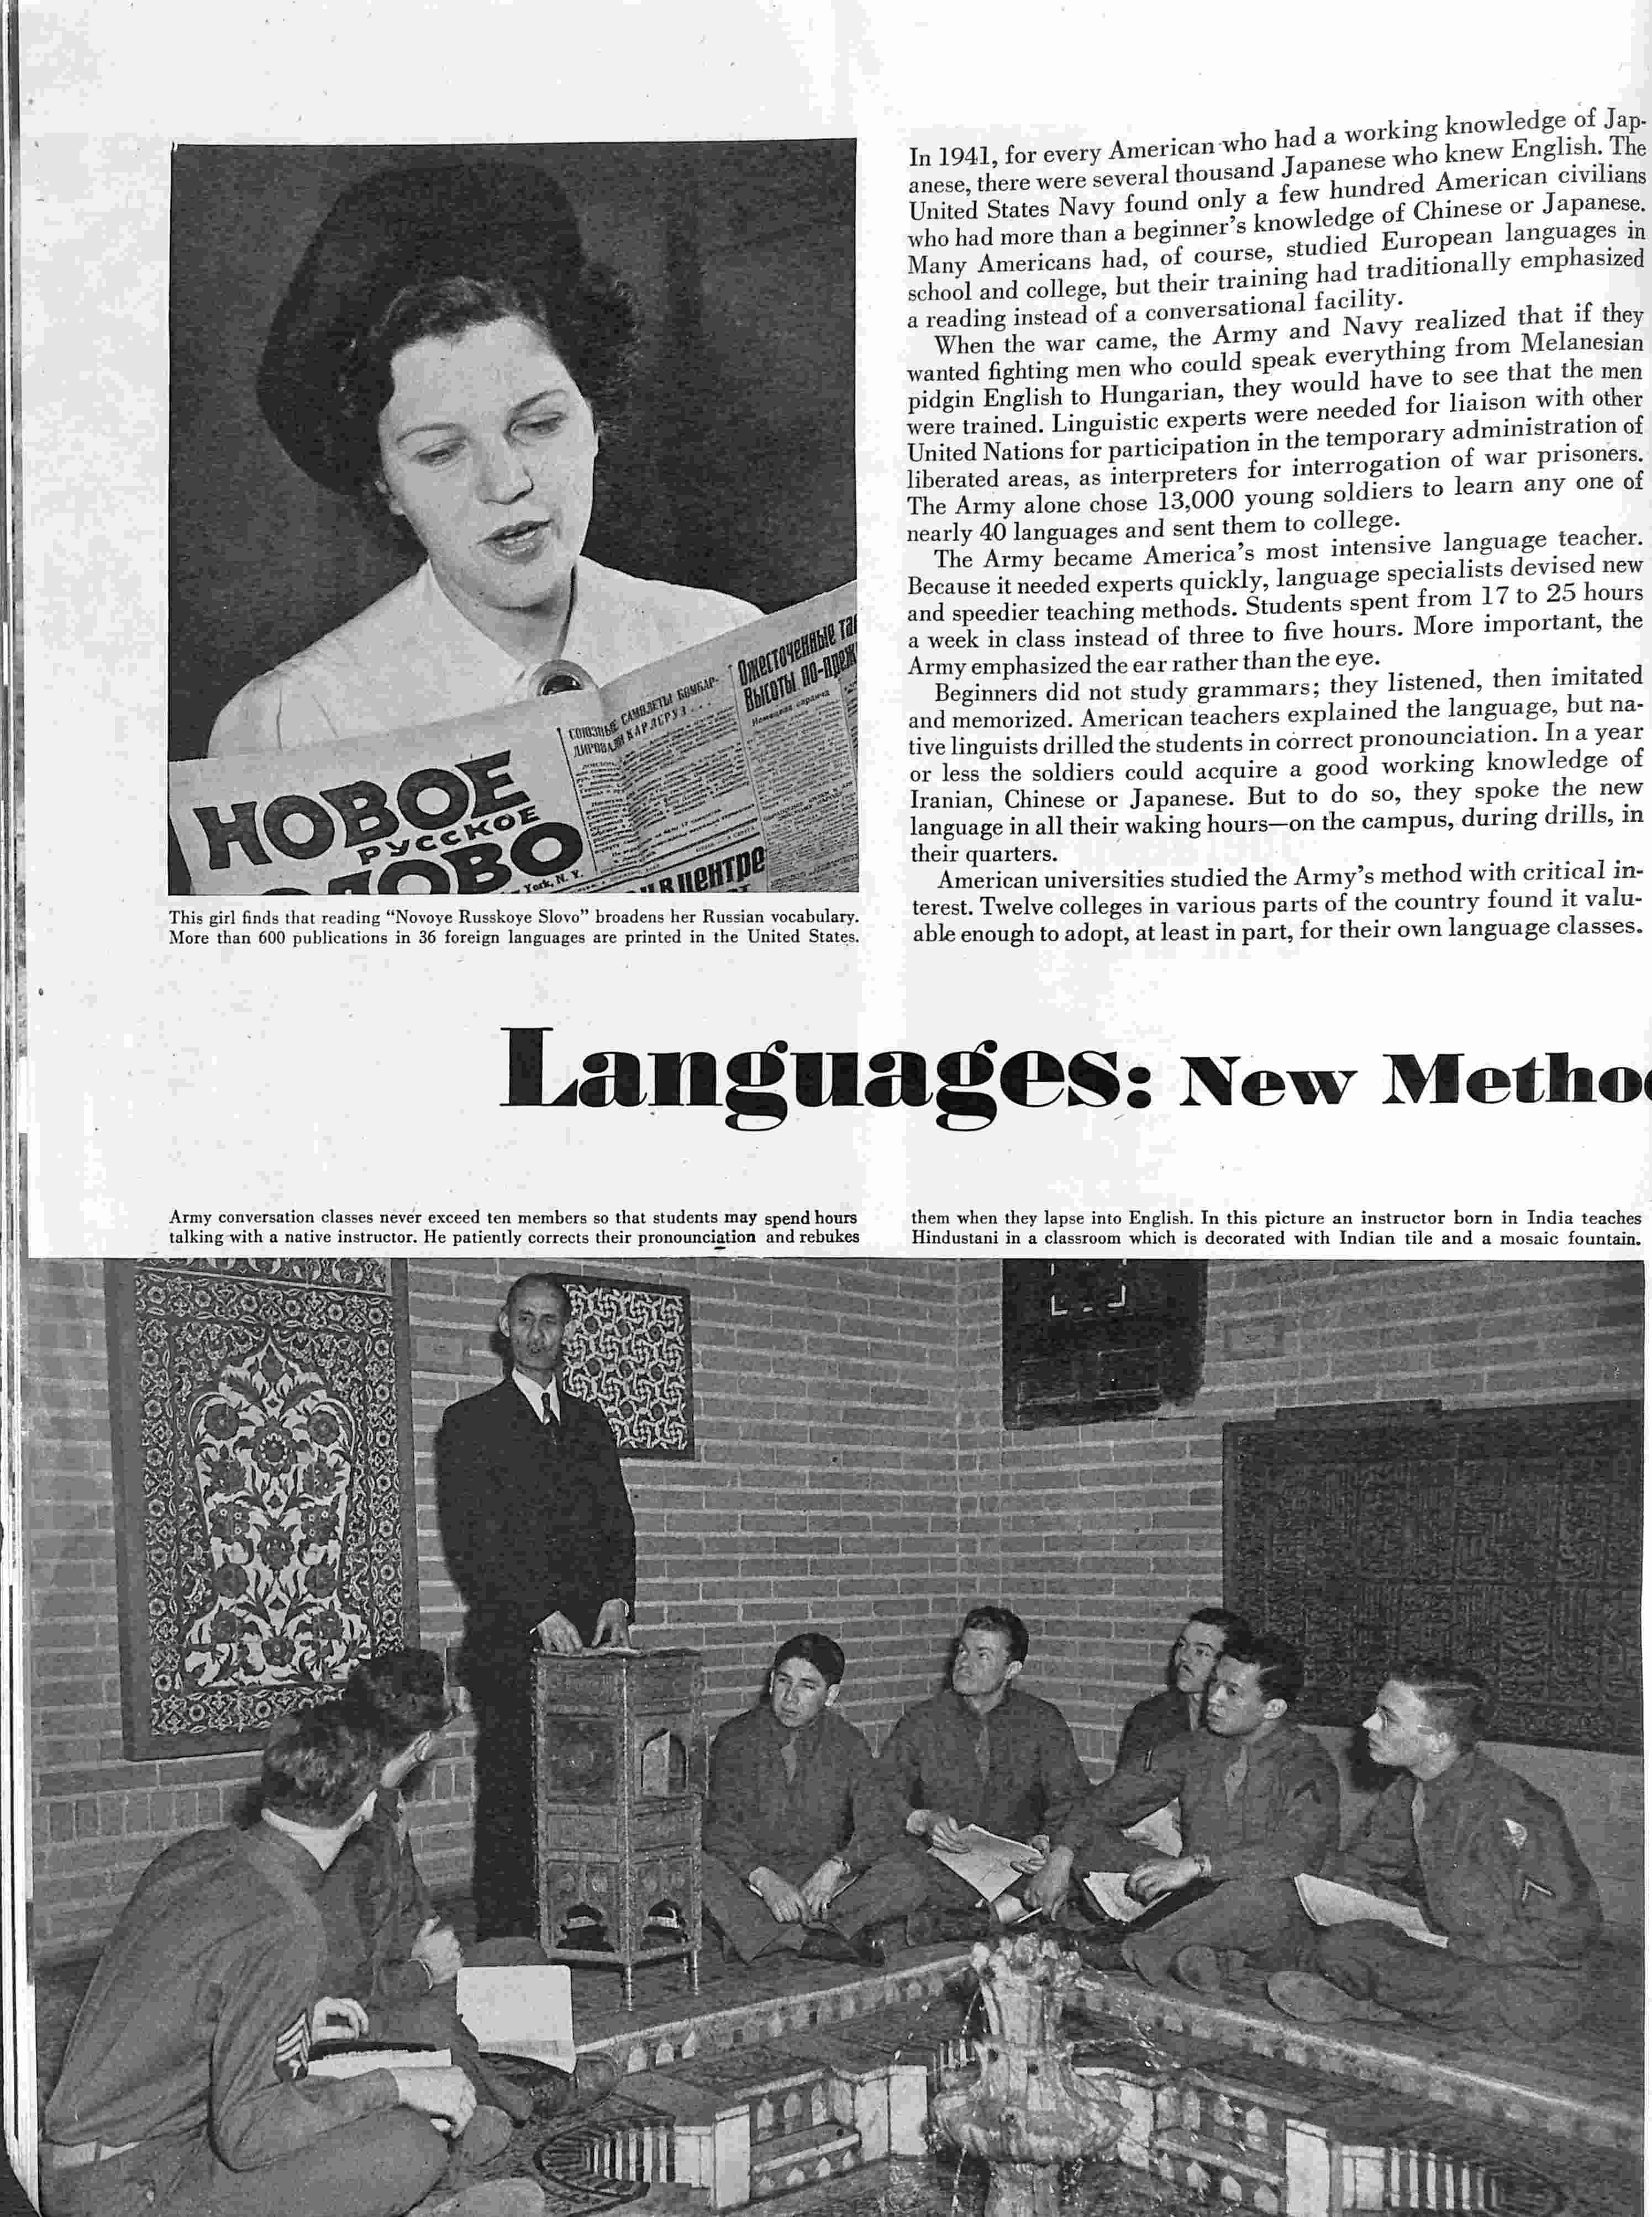 In 1941, for every American who had a working knowledge of Jap-
anese, there were several thousand Japanese who knew English. The
United States Navy found only a few hundred American civilians
who had more than a beginner's knowledge of Chinese or Japanese.
Many Americans had, of course, studied European languages in
school and college, but their training had traditionally emphasized
a reading instead of a conversational facility.
When the war came, the Army and Navy realized that if they
wanted fighting men who could speak everything from Melanesian
pidgin English to Hungarian, they would have to see that the men
were trained. Linguistic experts were needed for liaison with other
United Nations for participation in the temporary administration of
liberated areas, as interpreters for interrogation of war prisoners.
The Army alone chose 13,000 young soldiers to learn any one of
nearly 40 languages and sent them to college.
The Army became America's most intensive language teacher.
Because it needed experts quickly, language specialists devised new
and speedier teaching methods. Students spent from 17 to 25 hours
a week in class instead of three to five hours. More important, the
Army emphasized the ear rather than the eye.
Beginners did not study grammars; they listened, then imitated
and memorized. American teachers explained the language, but na-
tive linguists drilled the students in correct pronounciation. In a year
or less the soldiers could acquire a good working knowledge of
Iranian, Chinese or Japanese. But to do so, they spoke the new
language in all their waking hours—on the campus, during drills, in
their quarters.
American universities studied the Army's method with critical in-
terest. Twelve colleges in various parts of the country found it valu-
able enough to adopt, at least in part, for their own language classes.
Ожесточенные
Высоты по-преж
СОЮЗНЫЕ САМОЛЕТЫ БОМБАР-
ДИРОВАЛИ КАРЛСРУЭ...
НОВОЕ
РУССКОЕ
СЛОВО
York, N. Y.
центре
This girl finds that reading "Novoye Russkoye Slovo" broadens her Russian vocabulary.
More than 600 publications in 36 foreign languages are printed in the United States.
Languages: New Metho
Army conversation classes never exceed ten members so that students may spend hours
talking with a native instructor. He patiently corrects their pronounciation and rebukes
them when they lapse into English. In this picture an instructor born in India teaches
Hindustani in a classroom which is decorated with Indian tile and a mosaic fountain.